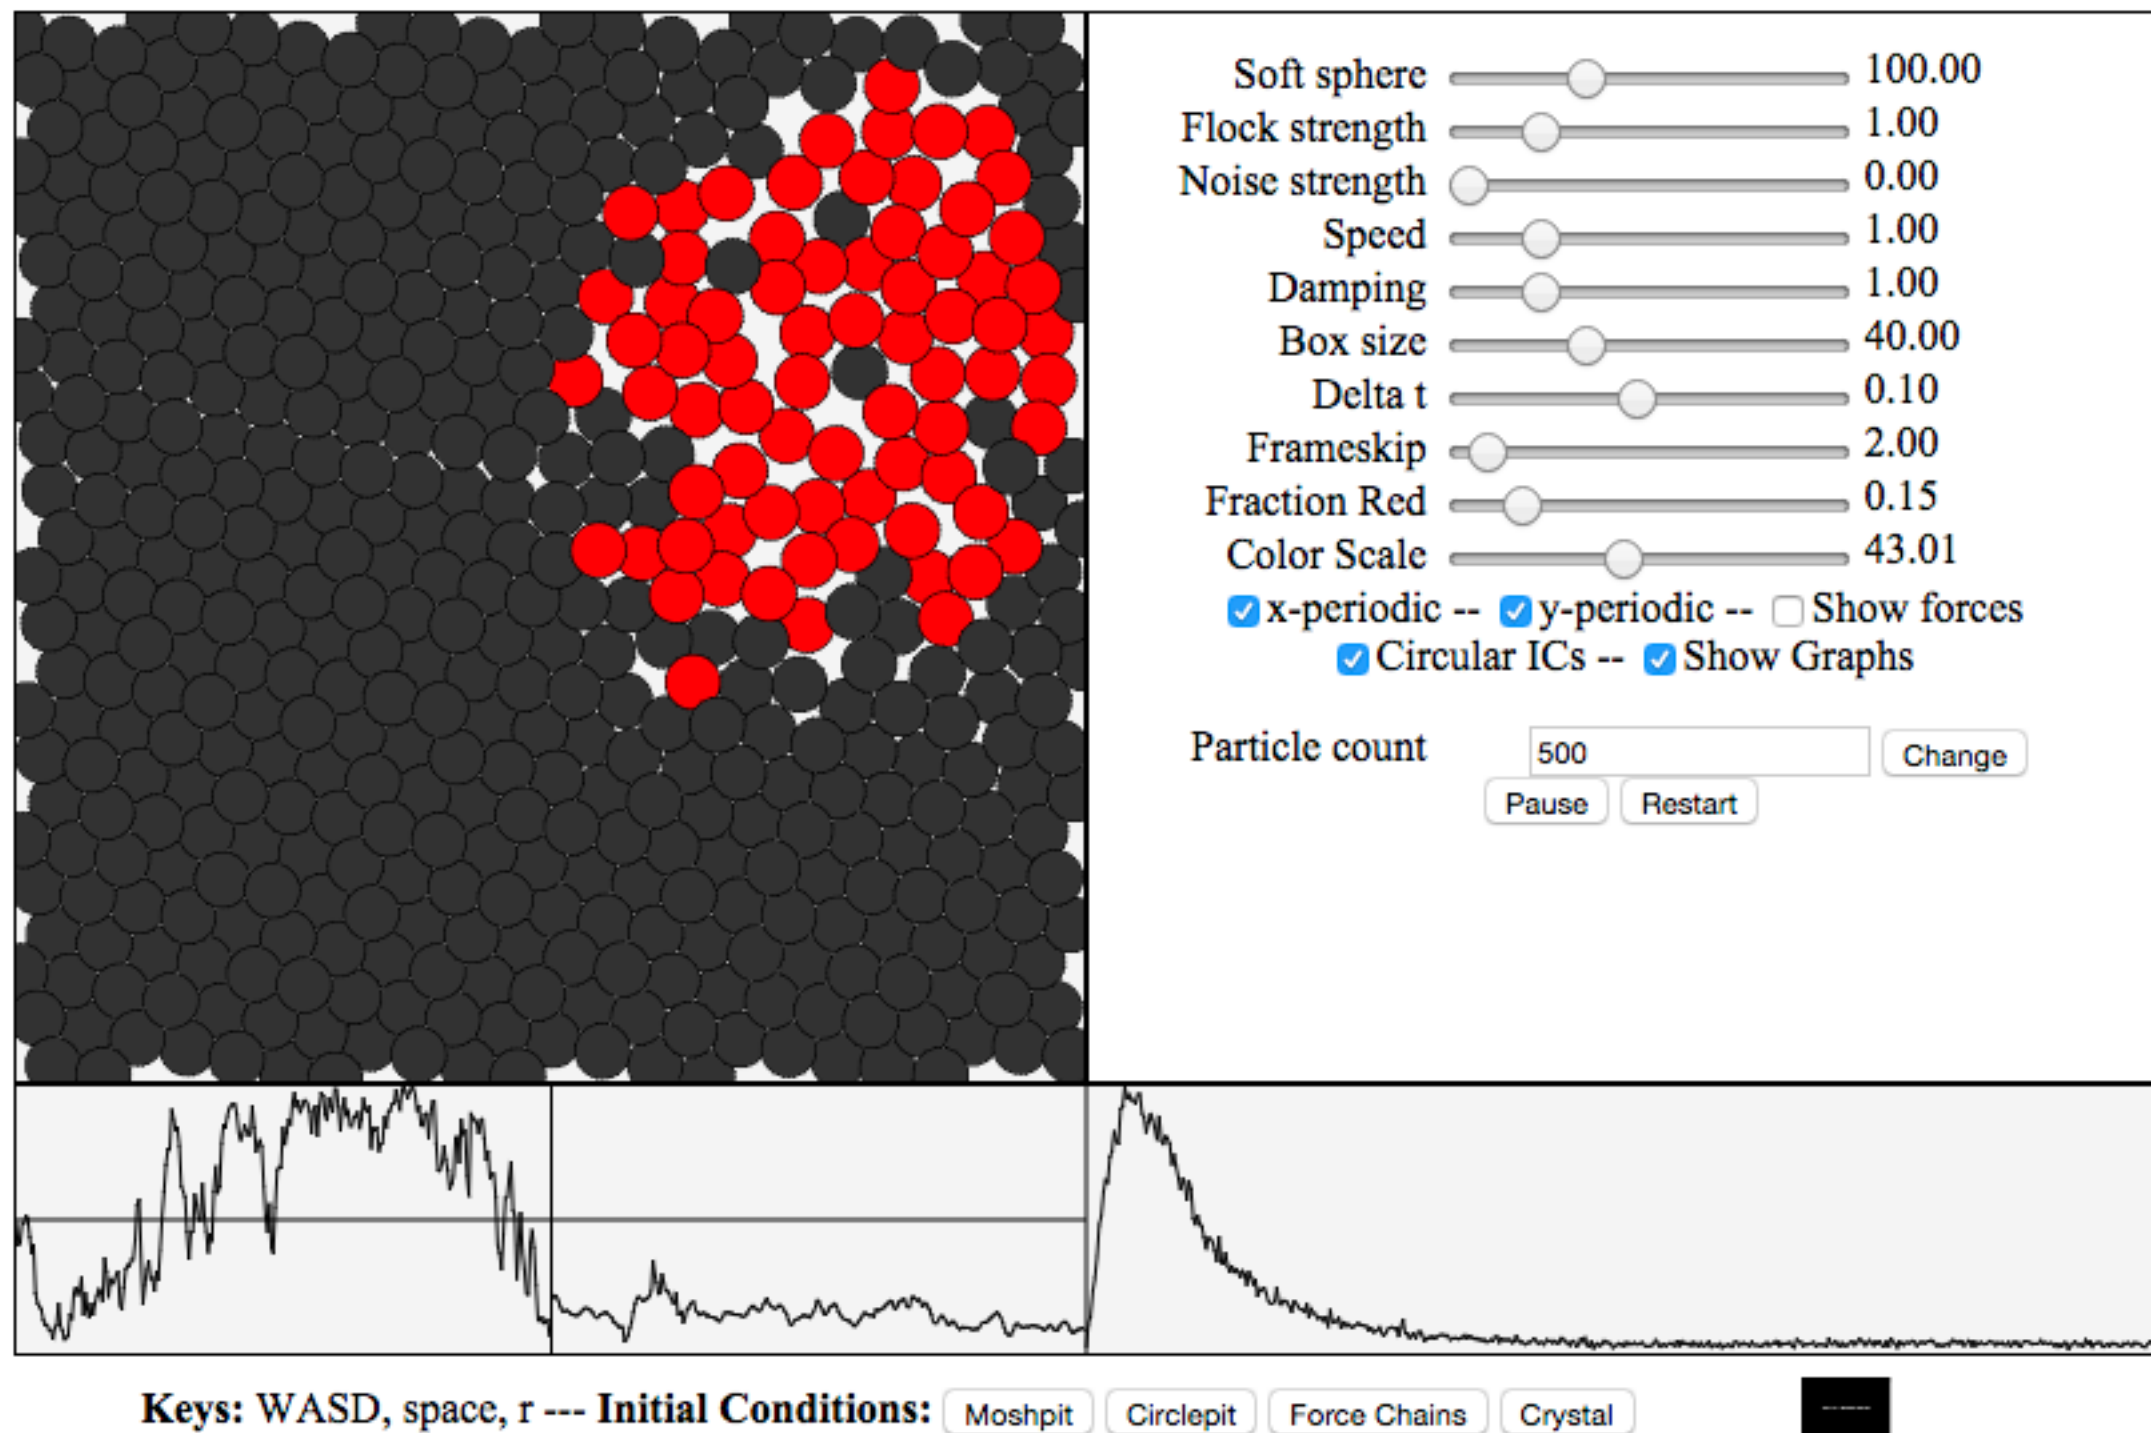 Soft sphere 100.00
Flock strength 1.00
Noise strength 0.00
Speed 1.00
Damping 1.00
Box size 40.00
Delta t 0.10
Frameskip 2.00
Fraction Red 0.15
Color Scale 43.01
x-periodic -- y-periodic -- Show forces
Circular ICs -- Show Graphs
Particle count 500 Change
Pause Restart
Keys: WASD, space, r --- Initial Conditions: Moshpit Circlepit Force Chains Crystal